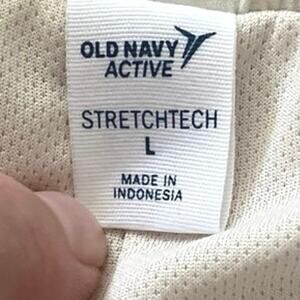 OLD NAVY
ACTIVE
STRETCHTECH
L
MADE IN
INDONESIA